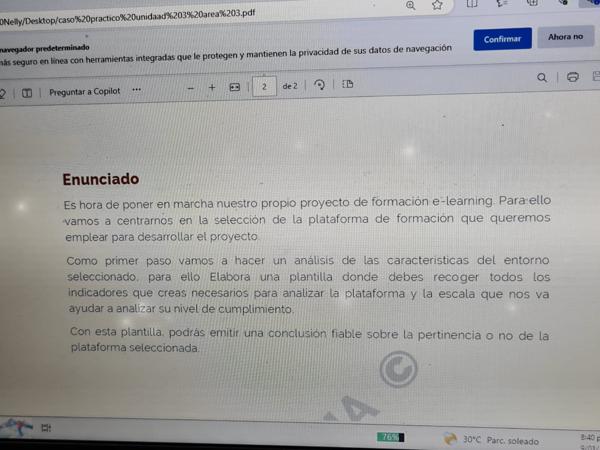 0Nelly/Desktop/caso%20practico%20unidaad%203%20area%203.pdf
navegador predeterminado
más seguro en línea con herramientas integradas que le protegen y mantienen la privacidad de sus datos de navegación
Confirmar
Ahora no
Preguntar a Copilot
2
de 2
Enunciado
Es hora de poner en marcha nuestro propio proyecto de formación e-learning. Para ello
vamos a centrarnos en la selección de la plataforma de formación que queremos
emplear para desarrollar el proyecto.
Como primer paso vamos a hacer un análisis de las características del entorno
seleccionado, para ello Elabora una plantilla donde debes recoger todos los
indicadores que creas necesarios para analizar la plataforma y la escala que nos va
ayudar a analizar su nivel de cumplimiento.
Con esta plantilla, podrás emitir una conclusión fiable sobre la pertinencia o no de la
plataforma seleccionada.
©
76%
30°C Parc. soleado
8:40 p